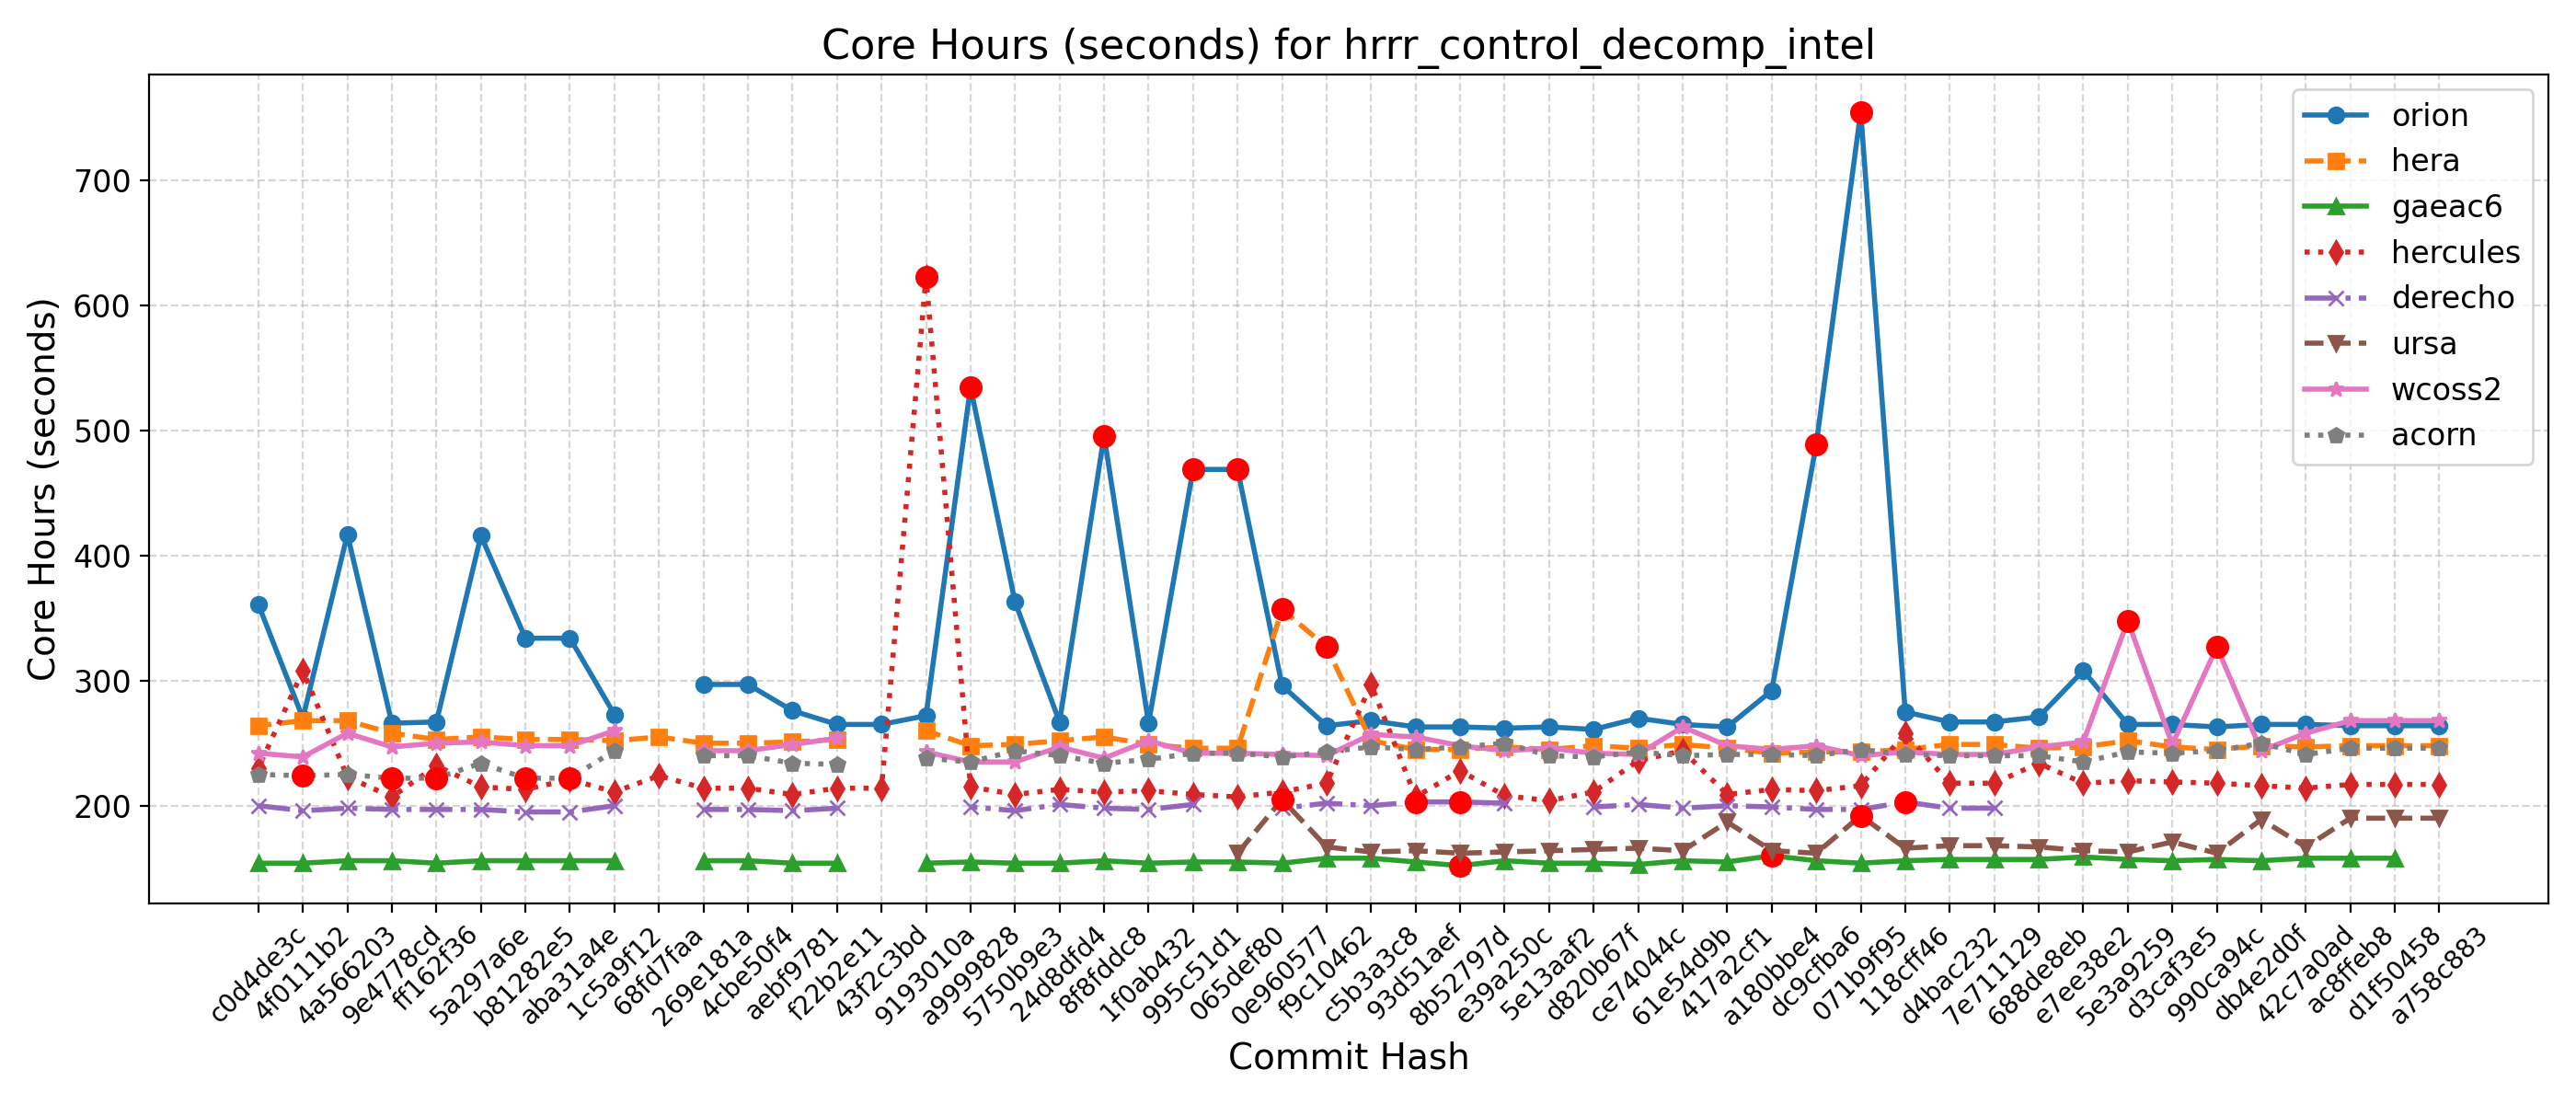 Core Hours (seconds) for hrrr_control_decomp_intel
Core Hours (seconds)
700
600
500
400
300
200
orion
hera
gaeac6
hercules
derecho
ursa
wcoss2
acorn
c0d4de3c
4f0111b2
4a566203
9e4778cd
ff162f36
5a297a6e
b81282e5
aba31a4e
1c5a9f12
68fd7faa
269e181a
4cbe50f4
aebf9781
f22b2e11
43f2c3bd
9193010a
a9999828
5750b9e3
24d8dfd4
8f8fddc8
1f0ab432
995c51d1
065def80
0e960577
f9c10462
c5b3a3c8
93d51aef
8b52797d
e39a250c
5e13aaf2
d820b67f
ce74044c
61e54d9b
417a2cf1
a180bbe4
dc9cfba6
071b9f95
118cff46
d4bac232
7e711129
688de8eb
e7ee38e2
5e3a9259
d3caf3e5
990ca94c
db4e2d0f
42c7a0ad
ac8ffeb8
d1f50458
a758c883
Commit Hash